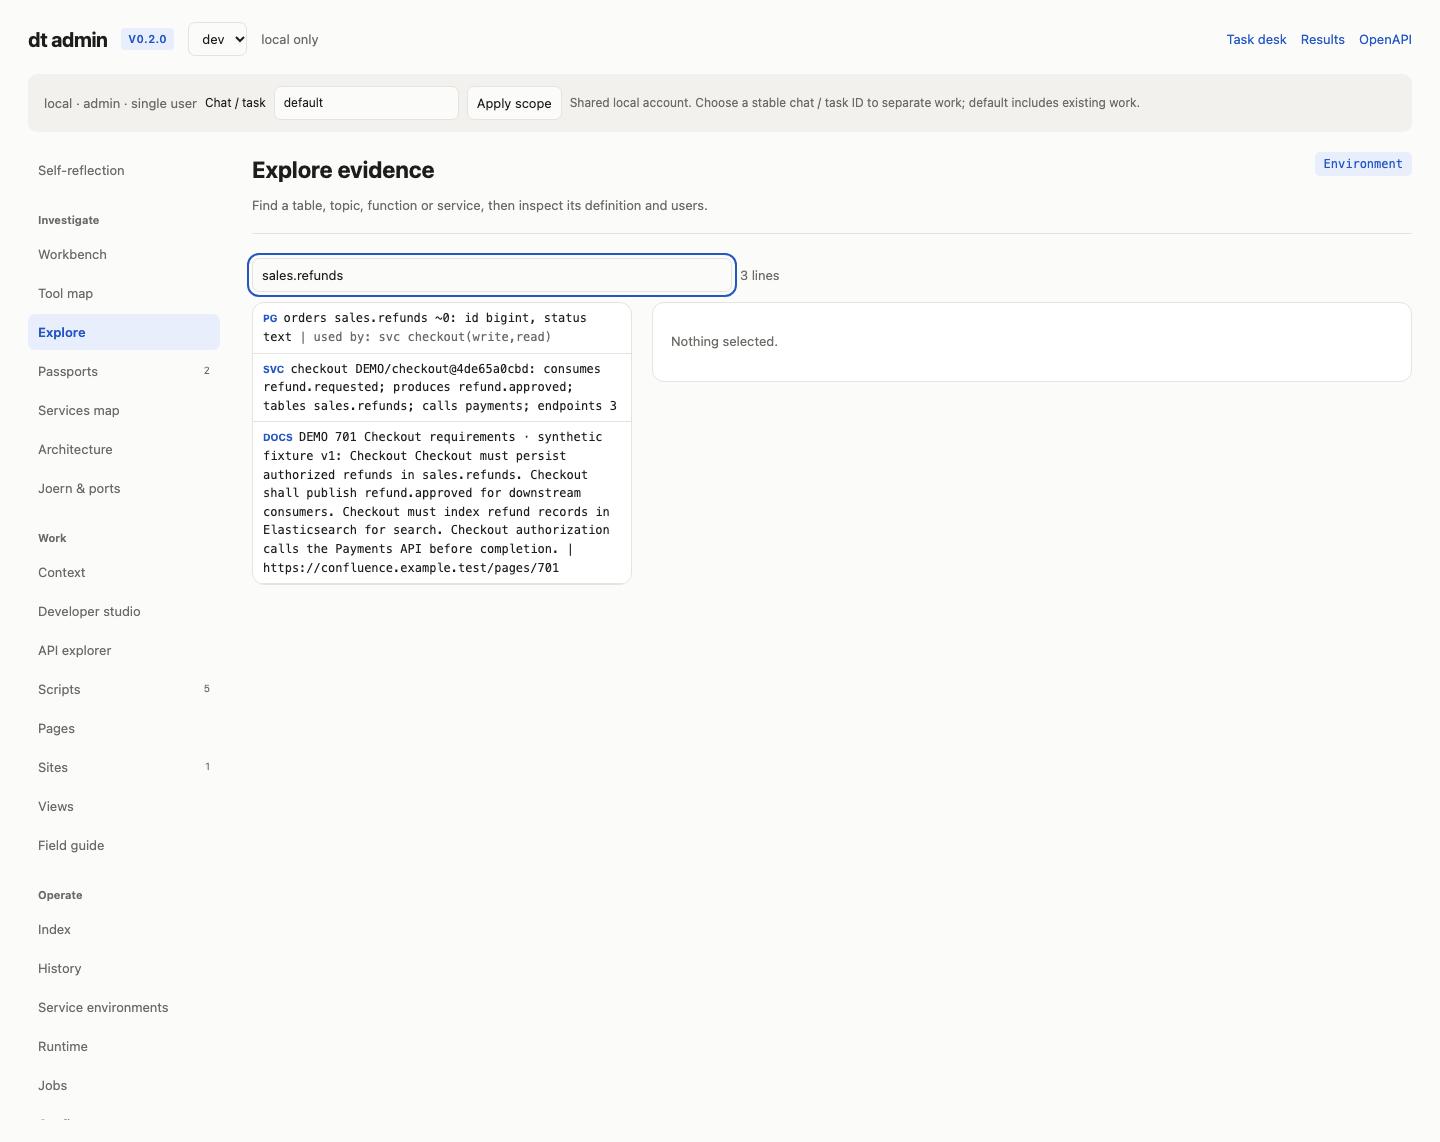 dt admin V0.2.0 dev local only Task desk Results OpenAPI
local · admin · single user Chat / task default Apply scope Shared local account. Choose a stable chat / task ID to separate work; default includes existing work.
Self-reflection
Investigate
Workbench
Tool map
Explore
Passports 2
Services map
Architecture
Joern & ports
Work
Context
Developer studio
API explorer
Scripts 5
Pages
Sites 1
Views
Field guide
Operate
Index
History
Service environments
Runtime
Jobs
Explore evidence Environment
Find a table, topic, function or service, then inspect its definition and users.
sales.refunds 3 lines
PG orders sales.refunds ~0: id bigint, status
text | used by: svc checkout(write,read)
SVC checkout DEMO/checkout@4de65a0cbd: consumes
refund.requested; produces refund.approved;
tables sales.refunds; calls payments; endpoints 3
DOCS DEMO 701 Checkout requirements · synthetic
fixture v1: Checkout Checkout must persist
authorized refunds in sales.refunds. Checkout
shall publish refund.approved for downstream
consumers. Checkout must index refund records in
Elasticsearch for search. Checkout authorization
calls the Payments API before completion. |
https://confluence.example.test/pages/701
Nothing selected.